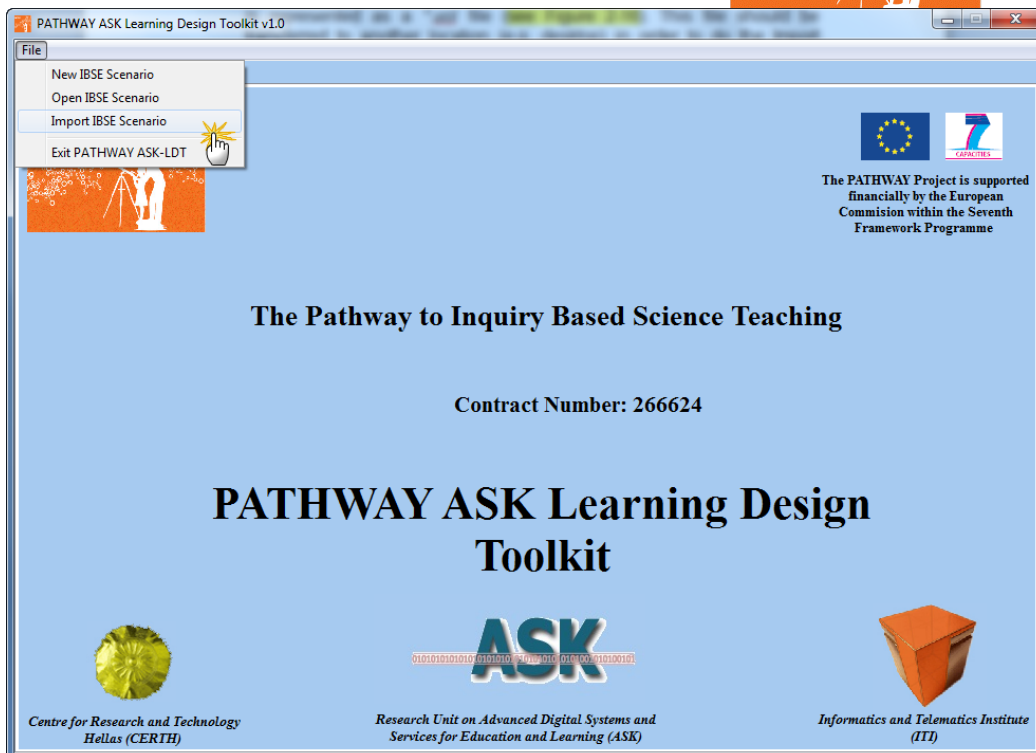 PATHWAY ASK Learning Design Toolkit v1.0
File
New IBSE Scenario
Open IBSE Scenario
Import IBSE Scenario
Exit PATHWAY ASK-LDT
7
CAPACITIES
The PATHWAY Project is supported
financially by the European
Commision within the Seventh
Framework Programme
The Pathway to Inquiry Based Science Teaching
Contract Number: 266624
PATHWAY ASK Learning Design
Toolkit
ASK
Centre for Research and Technology
Hellas (CERTH)
Research Unit on Advanced Digital Systems and
Services for Education and Learning (ASK)
Informatics and Telematics Institute
(ITI)